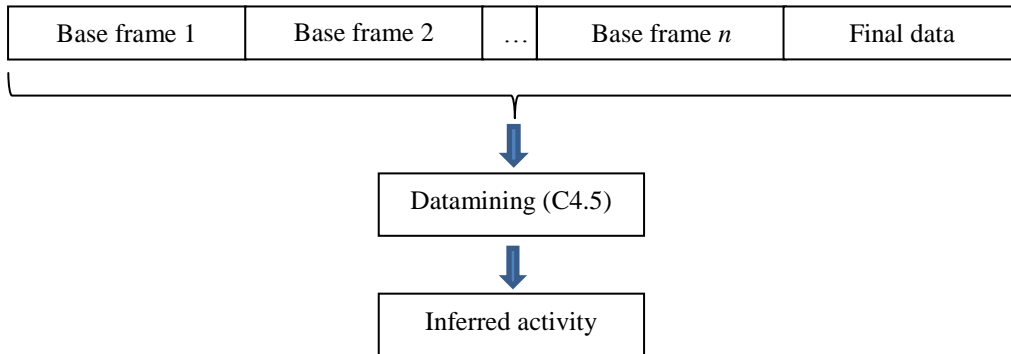 Base frame 1 Base frame 2 … Base frame n Final data
Datamining (C4.5)
Inferred activity